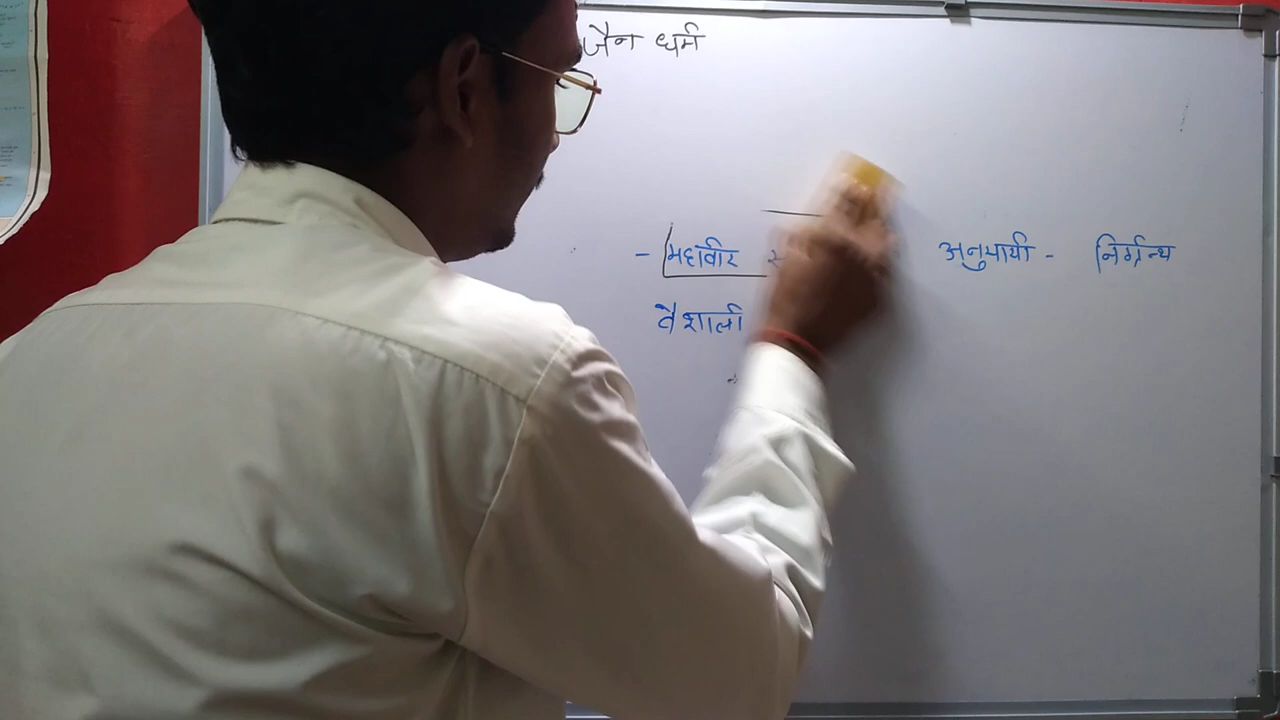 जैन धर्म
- महावीर अनुयायी - निर्ग्रन्थ
वैशाली